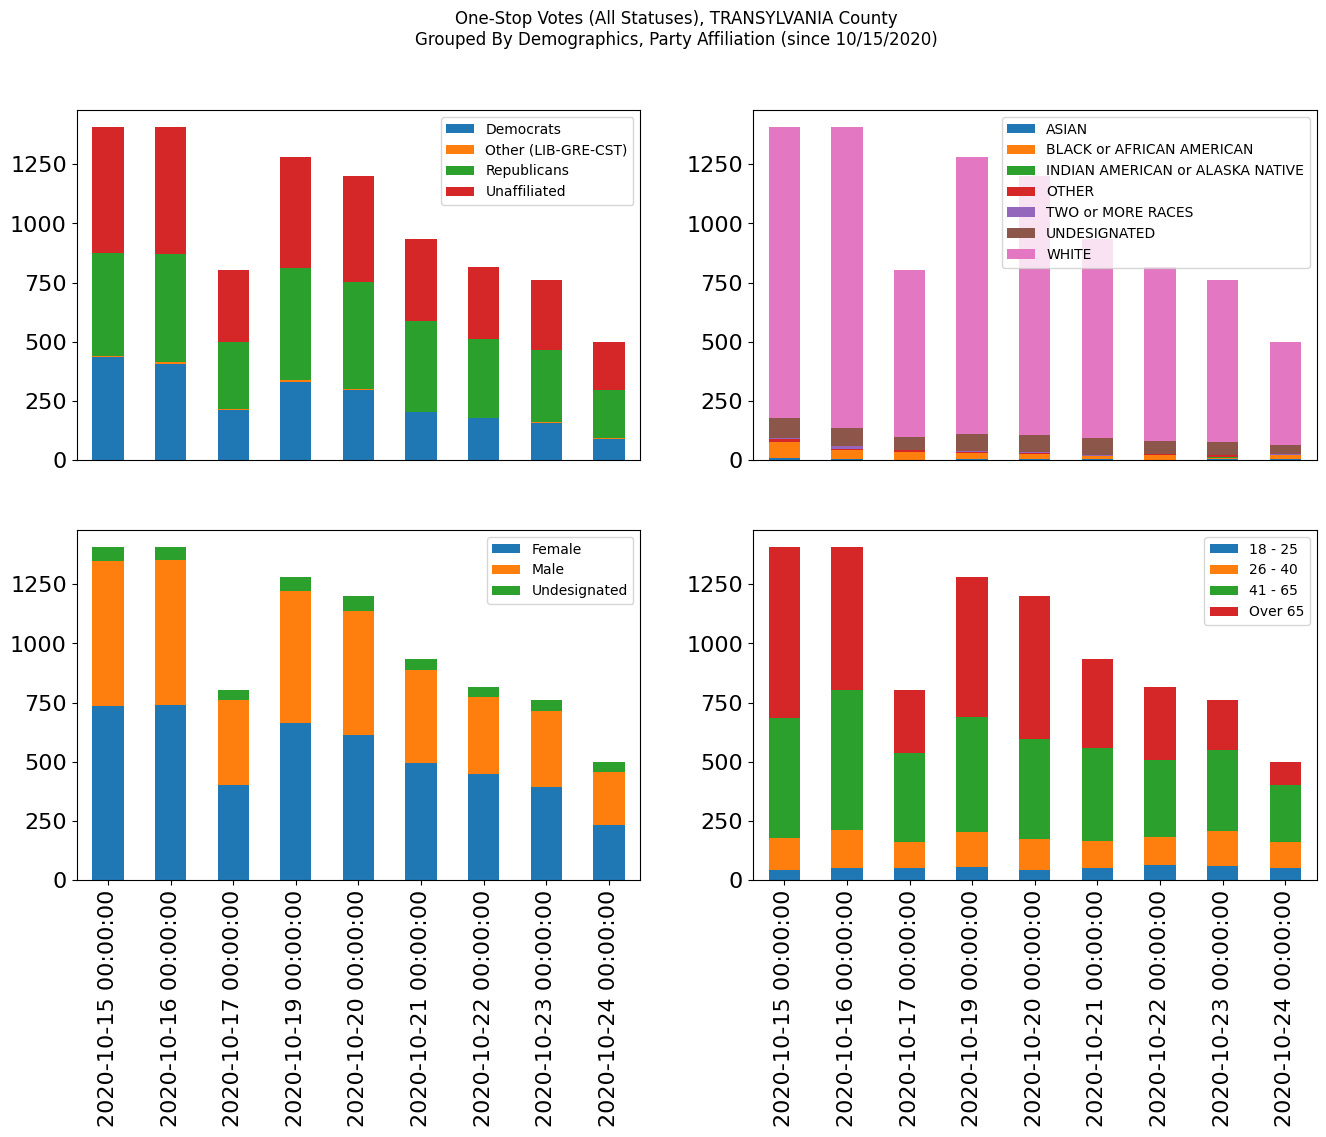 One-Stop Votes (All Statuses), TRANSYLVANIA County
Grouped By Demographics, Party Affiliation (since 10/15/2020)
1250
1000
750
500
250
0
Democrats
Other (LIB-GRE-CST)
Republicans
Unaffiliated
1250
1000
750
500
250
0
ASIAN
BLACK or AFRICAN AMERICAN
INDIAN AMERICAN or ALASKA NATIVE
OTHER
TWO or MORE RACES
UNDESIGNATED
WHITE
1250
1000
750
500
250
0
Female
Male
Undesignated
2020-10-15 00:00:00
2020-10-16 00:00:00
2020-10-17 00:00:00
2020-10-19 00:00:00
2020-10-20 00:00:00
2020-10-21 00:00:00
2020-10-22 00:00:00
2020-10-23 00:00:00
2020-10-24 00:00:00
1250
1000
750
500
250
0
18 - 25
26 - 40
41 - 65
Over 65
2020-10-15 00:00:00
2020-10-16 00:00:00
2020-10-17 00:00:00
2020-10-19 00:00:00
2020-10-20 00:00:00
2020-10-21 00:00:00
2020-10-22 00:00:00
2020-10-23 00:00:00
2020-10-24 00:00:00